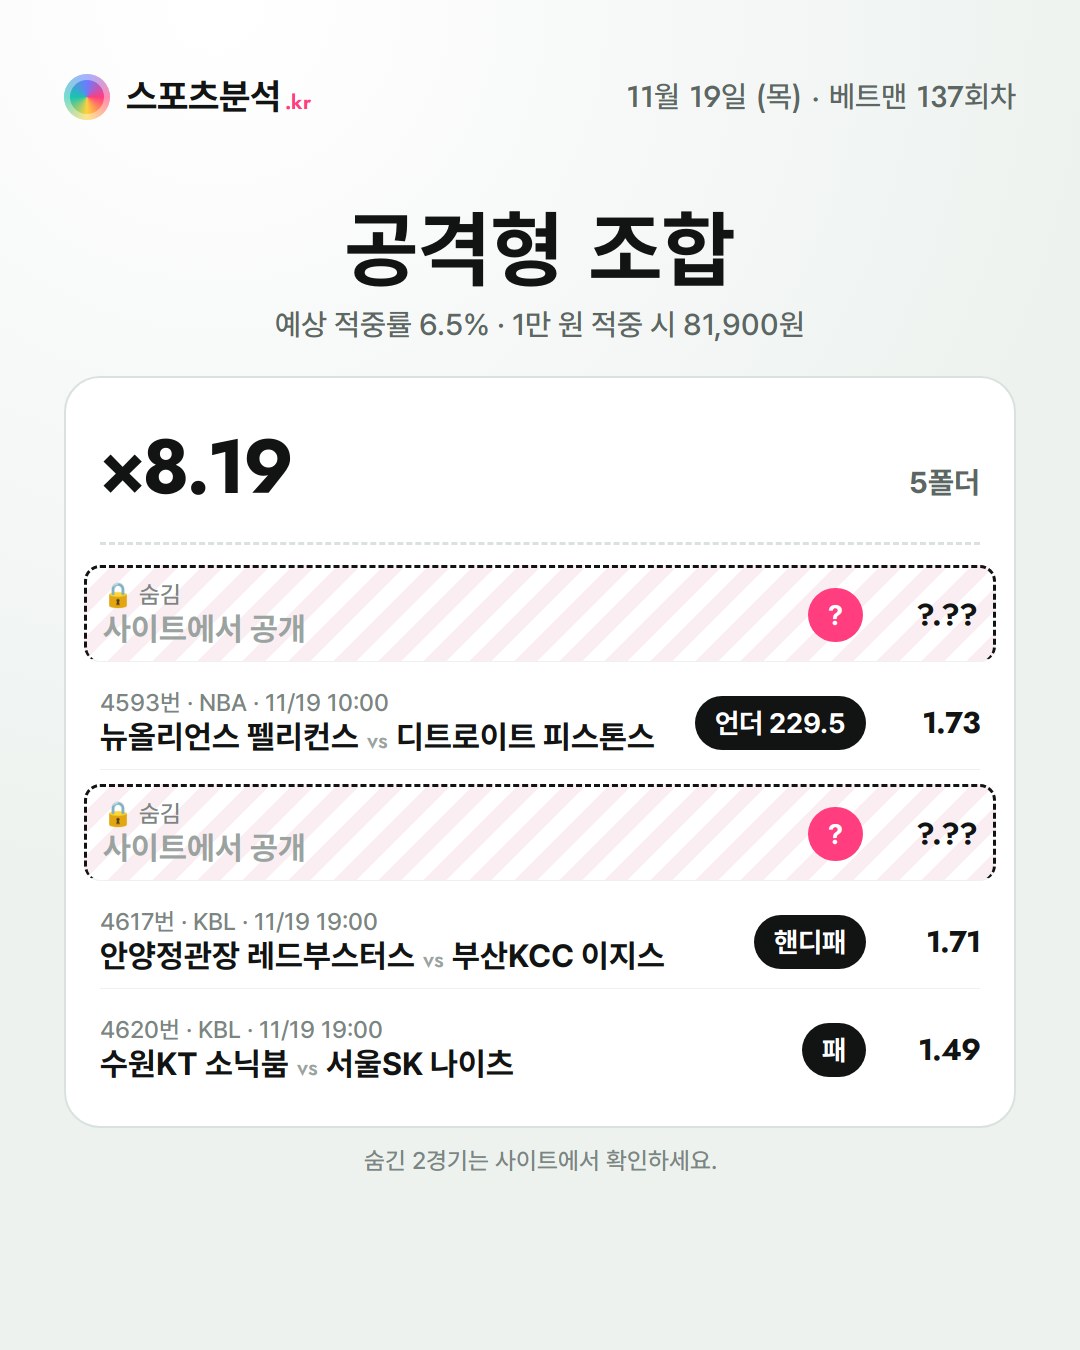 스포츠분석.kr
11월 19일 (목) · 베트맨 137회차
공격형 조합
예상 적중률 6.5% · 1만 원 적중 시 81,900원
×8.19
5폴더
🔒 숨김
사이트에서 공개
?
?.??
4593번 · NBA · 11/19 10:00
뉴올리언스 펠리컨스 vs 디트로이트 피스톤스
언더 229.5
1.73
🔒 숨김
사이트에서 공개
?
?.??
4617번 · KBL · 11/19 19:00
안양정관장 레드부스터스 vs 부산KCC 이지스
핸디패
1.71
4620번 · KBL · 11/19 19:00
수원KT 소닉붐 vs 서울SK 나이츠
패
1.49
숨긴 2경기는 사이트에서 확인하세요.